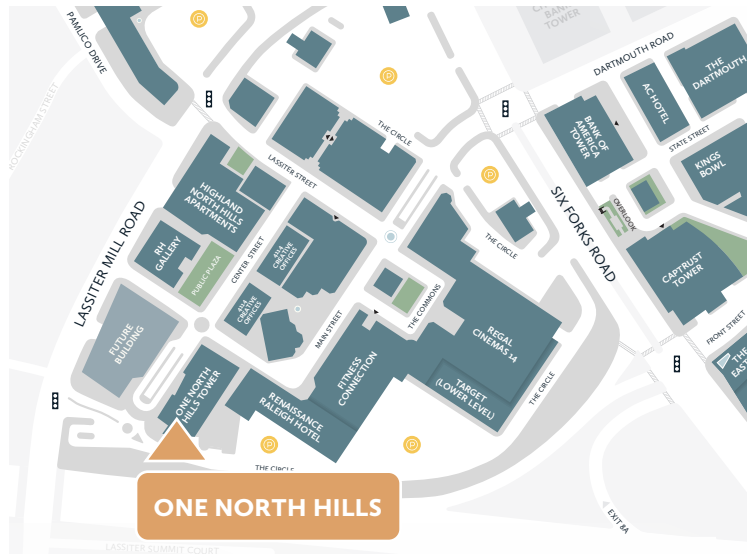 PAMLICO DRIVE
BANK
TOWER
DARTMOUTH ROAD
THE
DARTMOUTH
AC HOTEL
STATE STREET
KINGS
BOWL
BANK OF
AMERICA
TOWER
THE CIRCLE
LASSITER STREET
ROCKINGHAM STREET
HIGHLAND
NORTH HILLS
APARTMENTS
LASSITER MILL ROAD
RH
GALLERY
PUBLIC PLAZA
CENTER STREET
4114
CREATIVE
OFFICES
4114
CREATIVE
OFFICES
SIX FORKS ROAD
OVERLOOK
THE CIRCLE
CAPTRUST
TOWER
FRONT STREET
THE
EAST
FUTURE
BUILDING
MAIN STREET
THE COMMONS
REGAL
CINEMAS 14
TARGET
(LOWER LEVEL)
THE CIRCLE
FITNESS
CONNECTION
RENAISSANCE
RALEIGH HOTEL
ONE NORTH
HILLS TOWER
P
P
P
P
P
THE CIRCLE
ONE NORTH HILLS
EXIT 8A
LASSITER SUMMIT COURT